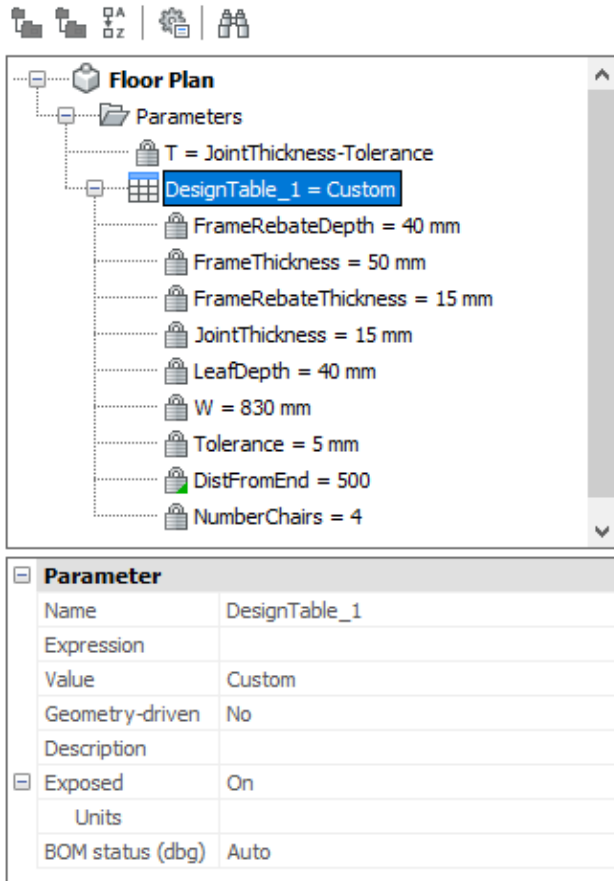 Floor Plan
Parameters
T = JointThickness-Tolerance
DesignTable_1 = Custom
FrameRebateDepth = 40 mm
FrameThickness = 50 mm
FrameRebateThickness = 15 mm
JointThickness = 15 mm
LeafDepth = 40 mm
W = 830 mm
Tolerance = 5 mm
DistFromEnd = 500
NumberChairs = 4
Parameter
Name DesignTable_1
Expression
Value Custom
Geometry-driven No
Description
Exposed On
Units
BOM status (dbg) Auto